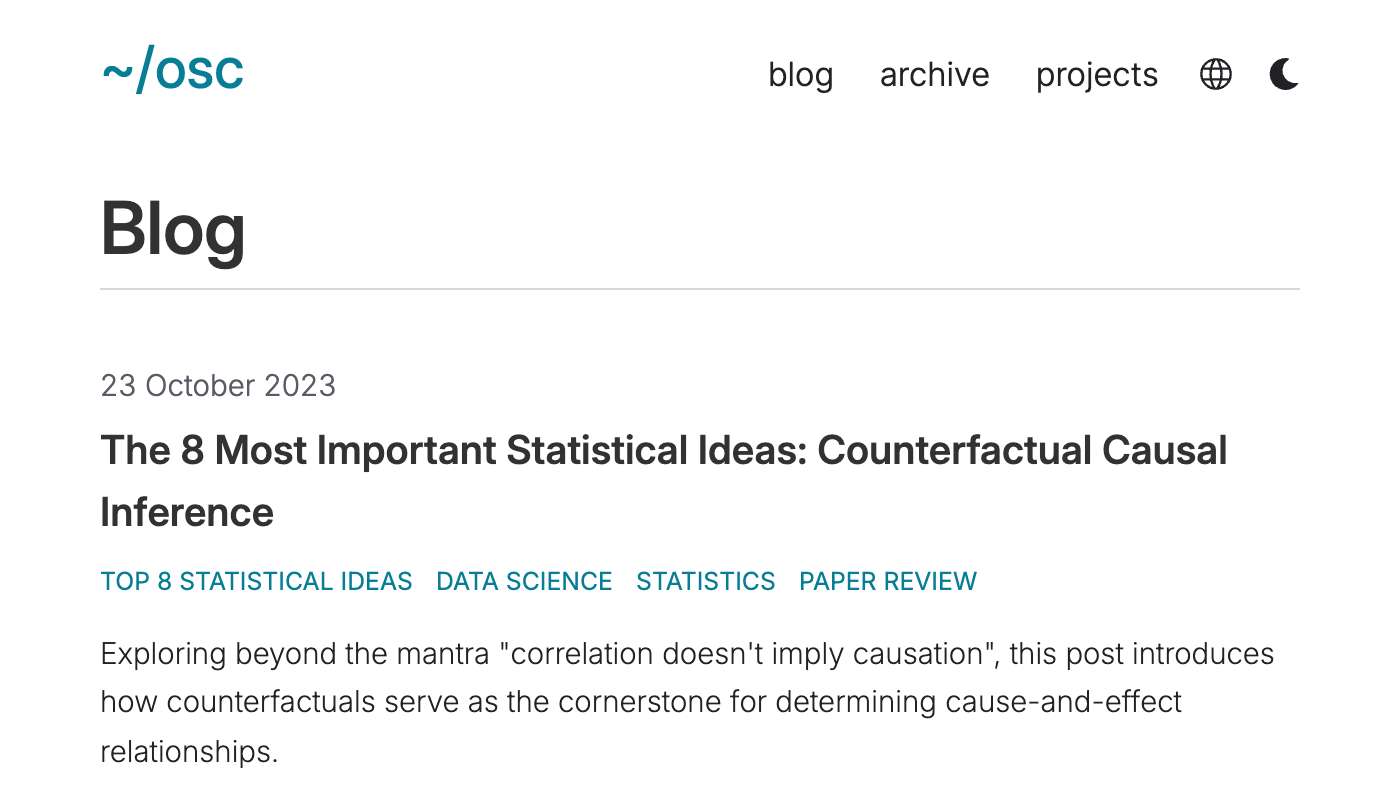 ~/osc
blog archive projects
Blog
23 October 2023
The 8 Most Important Statistical Ideas: Counterfactual Causal
Inference
TOP 8 STATISTICAL IDEAS DATA SCIENCE STATISTICS PAPER REVIEW
Exploring beyond the mantra "correlation doesn't imply causation", this post introduces
how counterfactuals serve as the cornerstone for determining cause-and-effect
relationships.